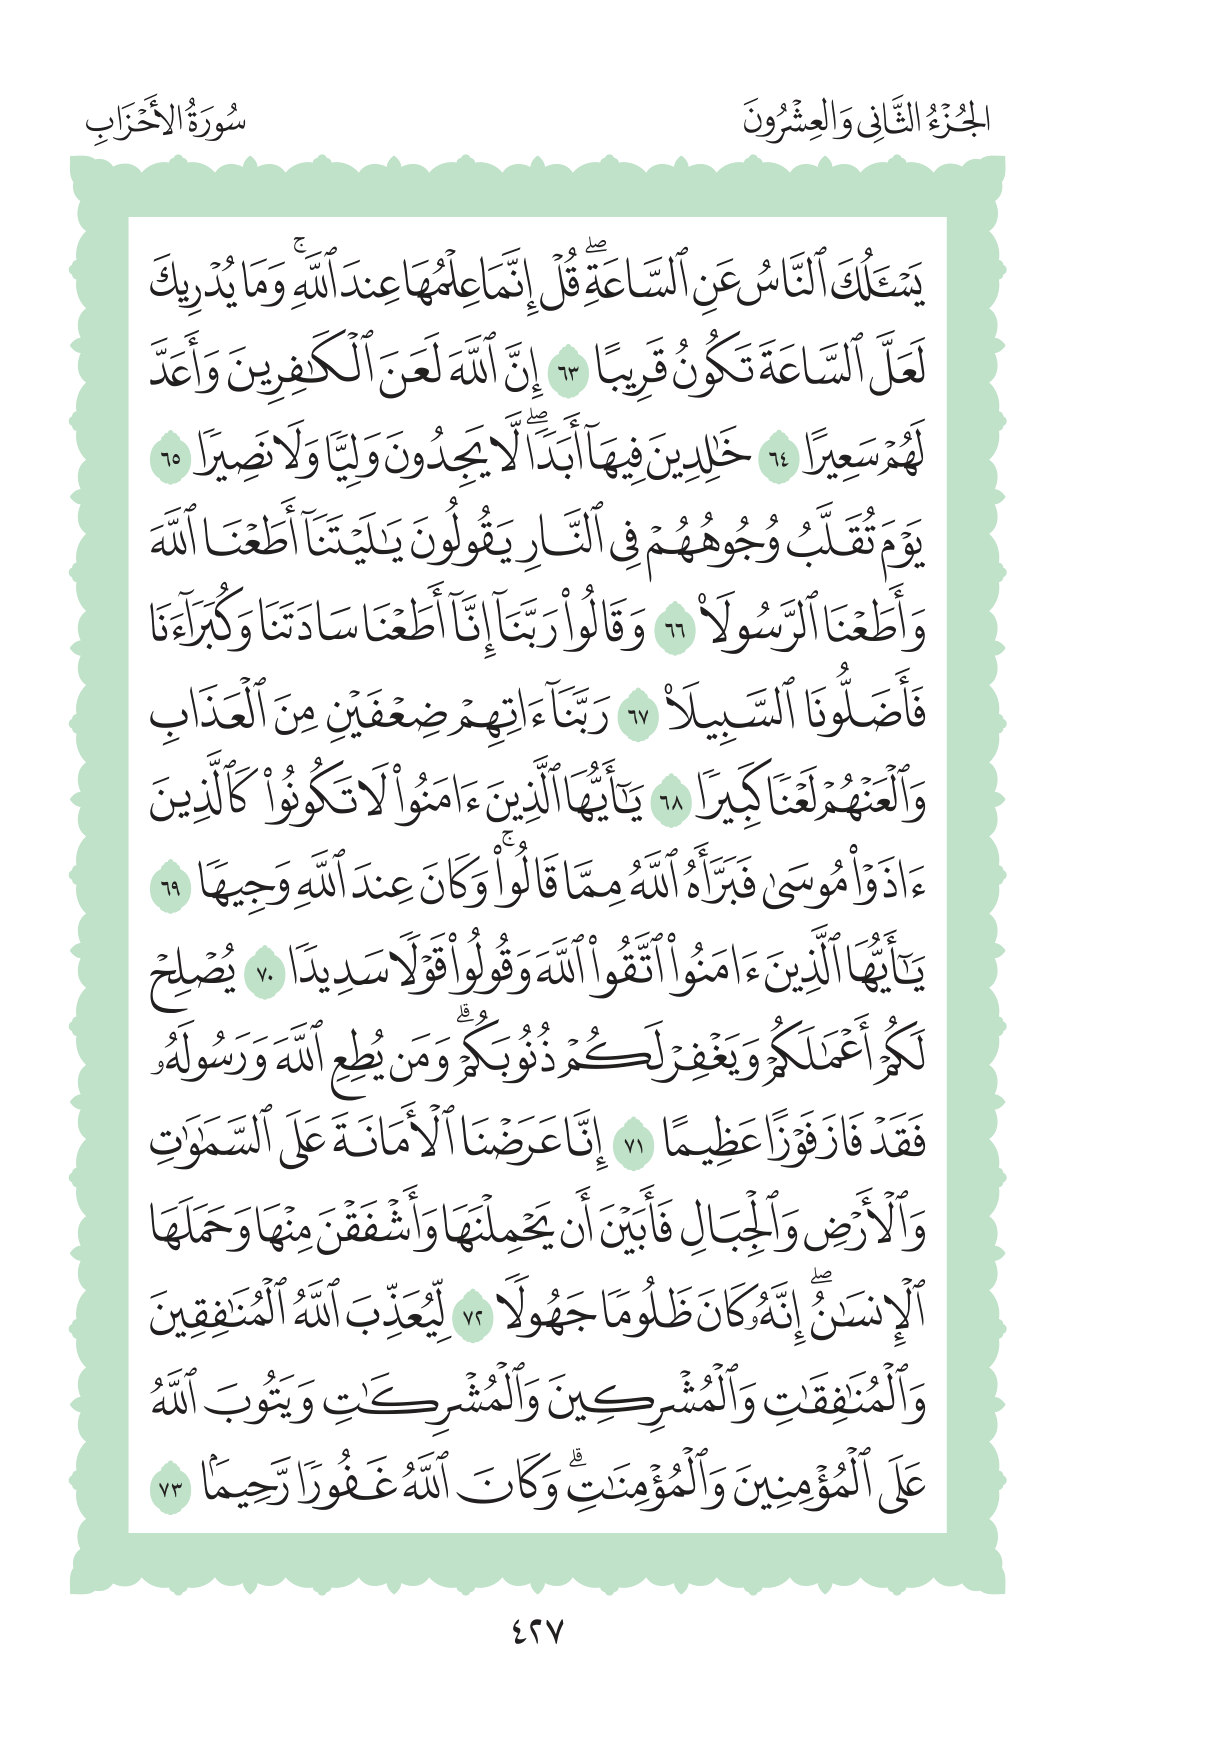 الجُزْءُ الثَّانِى وَالعِشْرُونَ
سُورَةُ الأَحْزَابِ
يَسْـَٔلُكَ ٱلنَّاسُ عَنِ ٱلسَّاعَةِۖ قُلْ إِنَّمَا عِلْمُهَا عِندَ ٱللَّهِۚ وَمَا يُدْرِيكَ
لَعَلَّ ٱلسَّاعَةَ تَكُونُ قَرِيبًا ٦٣ إِنَّ ٱللَّهَ لَعَنَ ٱلْكَٰفِرِينَ وَأَعَدَّ
لَهُمْ سَعِيرًا ٦٤ خَٰلِدِينَ فِيهَآ أَبَدًاۖ لَّا يَجِدُونَ وَلِيًّا وَلَا نَصِيرًا ٦٥
يَوْمَ تُقَلَّبُ وُجُوهُهُمْ فِى ٱلنَّارِ يَقُولُونَ يَٰلَيْتَنَآ أَطَعْنَا ٱللَّهَ
وَأَطَعْنَا ٱلرَّسُولَا۠ ٦٦ وَقَالُوا۟ رَبَّنَآ إِنَّآ أَطَعْنَا سَادَتَنَا وَكُبَرَآءَنَا
فَأَضَلُّونَا ٱلسَّبِيلَا۠ ٦٧ رَبَّنَآ ءَاتِهِمْ ضِعْفَيْنِ مِنَ ٱلْعَذَابِ
وَٱلْعَنْهُمْ لَعْنًا كَبِيرًا ٦٨ يَٰٓأَيُّهَا ٱلَّذِينَ ءَامَنُوا۟ لَا تَكُونُوا۟ كَٱلَّذِينَ
ءَاذَوْا۟ مُوسَىٰ فَبَرَّأَهُ ٱللَّهُ مِمَّا قَالُوا۟ۚ وَكَانَ عِندَ ٱللَّهِ وَجِيهًا ٦٩
يَٰٓأَيُّهَا ٱلَّذِينَ ءَامَنُوا۟ ٱتَّقُوا۟ ٱللَّهَ وَقُولُوا۟ قَوْلًا سَدِيدًا ٧٠ يُصْلِحْ
لَكُمْ أَعْمَٰلَكُمْ وَيَغْفِرْ لَكُمْ ذُنُوبَكُمْۗ وَمَن يُطِعِ ٱللَّهَ وَرَسُولَهُۥ
فَقَدْ فَازَ فَوْزًا عَظِيمًا ٧١ إِنَّا عَرَضْنَا ٱلْأَمَانَةَ عَلَى ٱلسَّمَٰوَٰتِ
وَٱلْأَرْضِ وَٱلْجِبَالِ فَأَبَيْنَ أَن يَحْمِلْنَهَا وَأَشْفَقْنَ مِنْهَا وَحَمَلَهَا
ٱلْإِنسَٰنُۖ إِنَّهُۥ كَانَ ظَلُومًا جَهُولًا ٧٢ لِّيُعَذِّبَ ٱللَّهُ ٱلْمُنَٰفِقِينَ
وَٱلْمُنَٰفِقَٰتِ وَٱلْمُشْرِكِينَ وَٱلْمُشْرِكَٰتِ وَيَتُوبَ ٱللَّهُ
عَلَى ٱلْمُؤْمِنِينَ وَٱلْمُؤْمِنَٰتِۗ وَكَانَ ٱللَّهُ غَفُورًا رَّحِيمًۢا ٧٣
٤٢٧